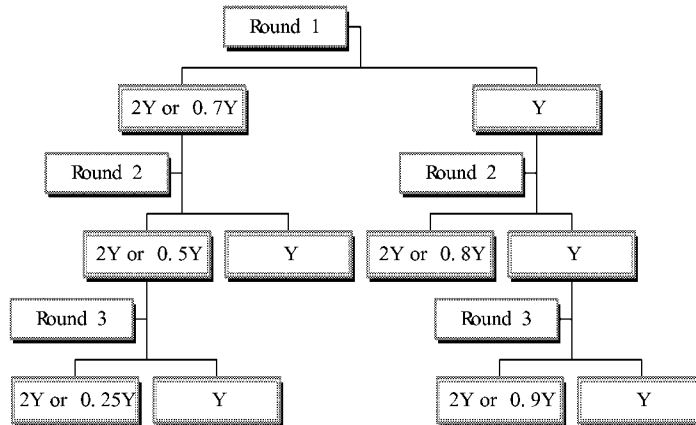 Round 1
2Y or 0.7Y
Y
Round 2
Round 2
2Y or 0.5Y
Y
2Y or 0.8Y
Y
Round 3
Round 3
2Y or 0.25Y
Y
2Y or 0.9Y
Y